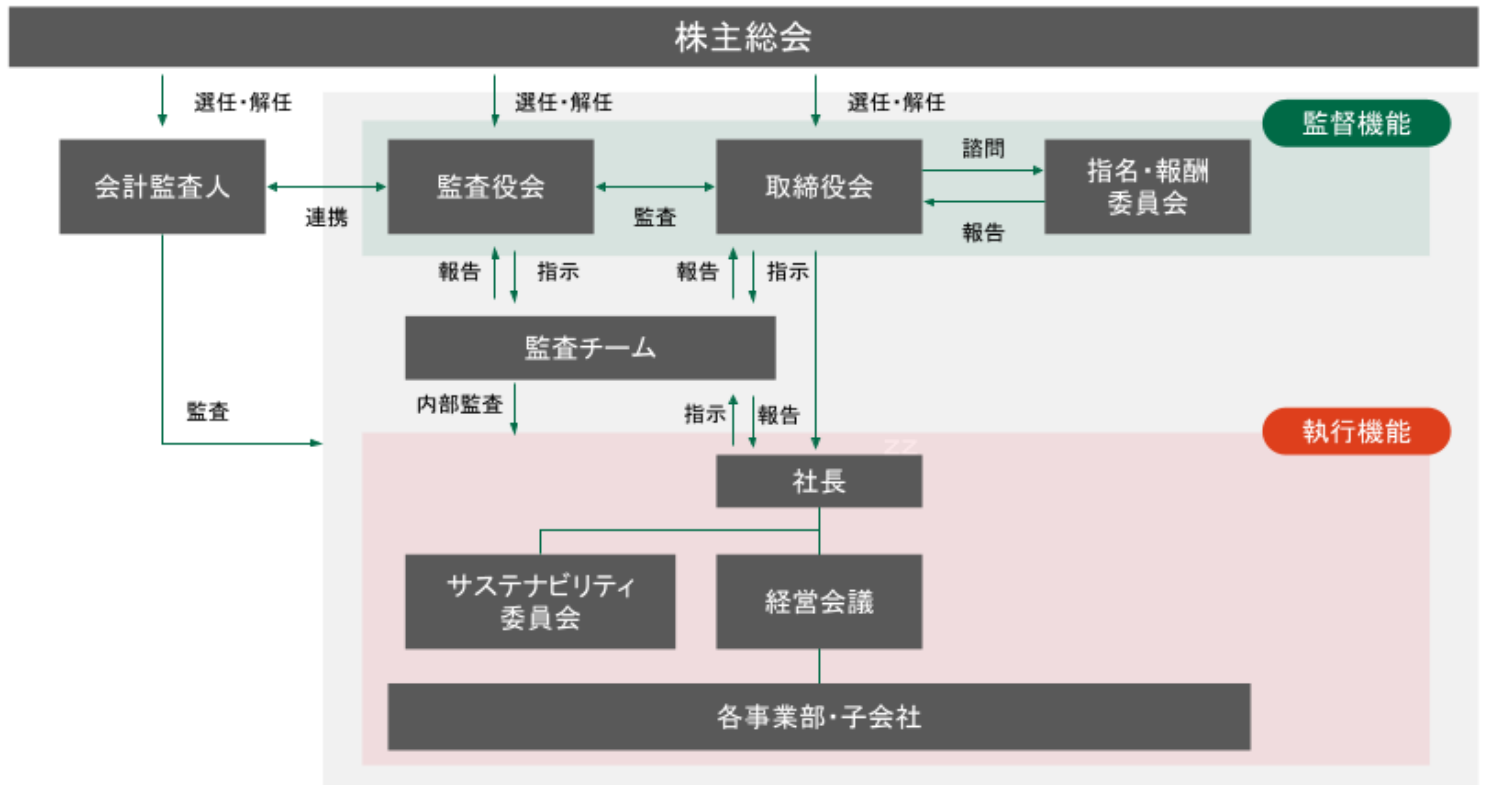 株主総会
選任・解任
選任・解任
選任・解任
監督機能
会計監査人
連携
監査役会
監査
取締役会
諮問
報告
指名・報酬
委員会
報告
指示
報告
指示
監査チーム
監査
内部監査
指示
報告
執行機能
zz
社長
サステナビリティ
委員会
経営会議
各事業部・子会社